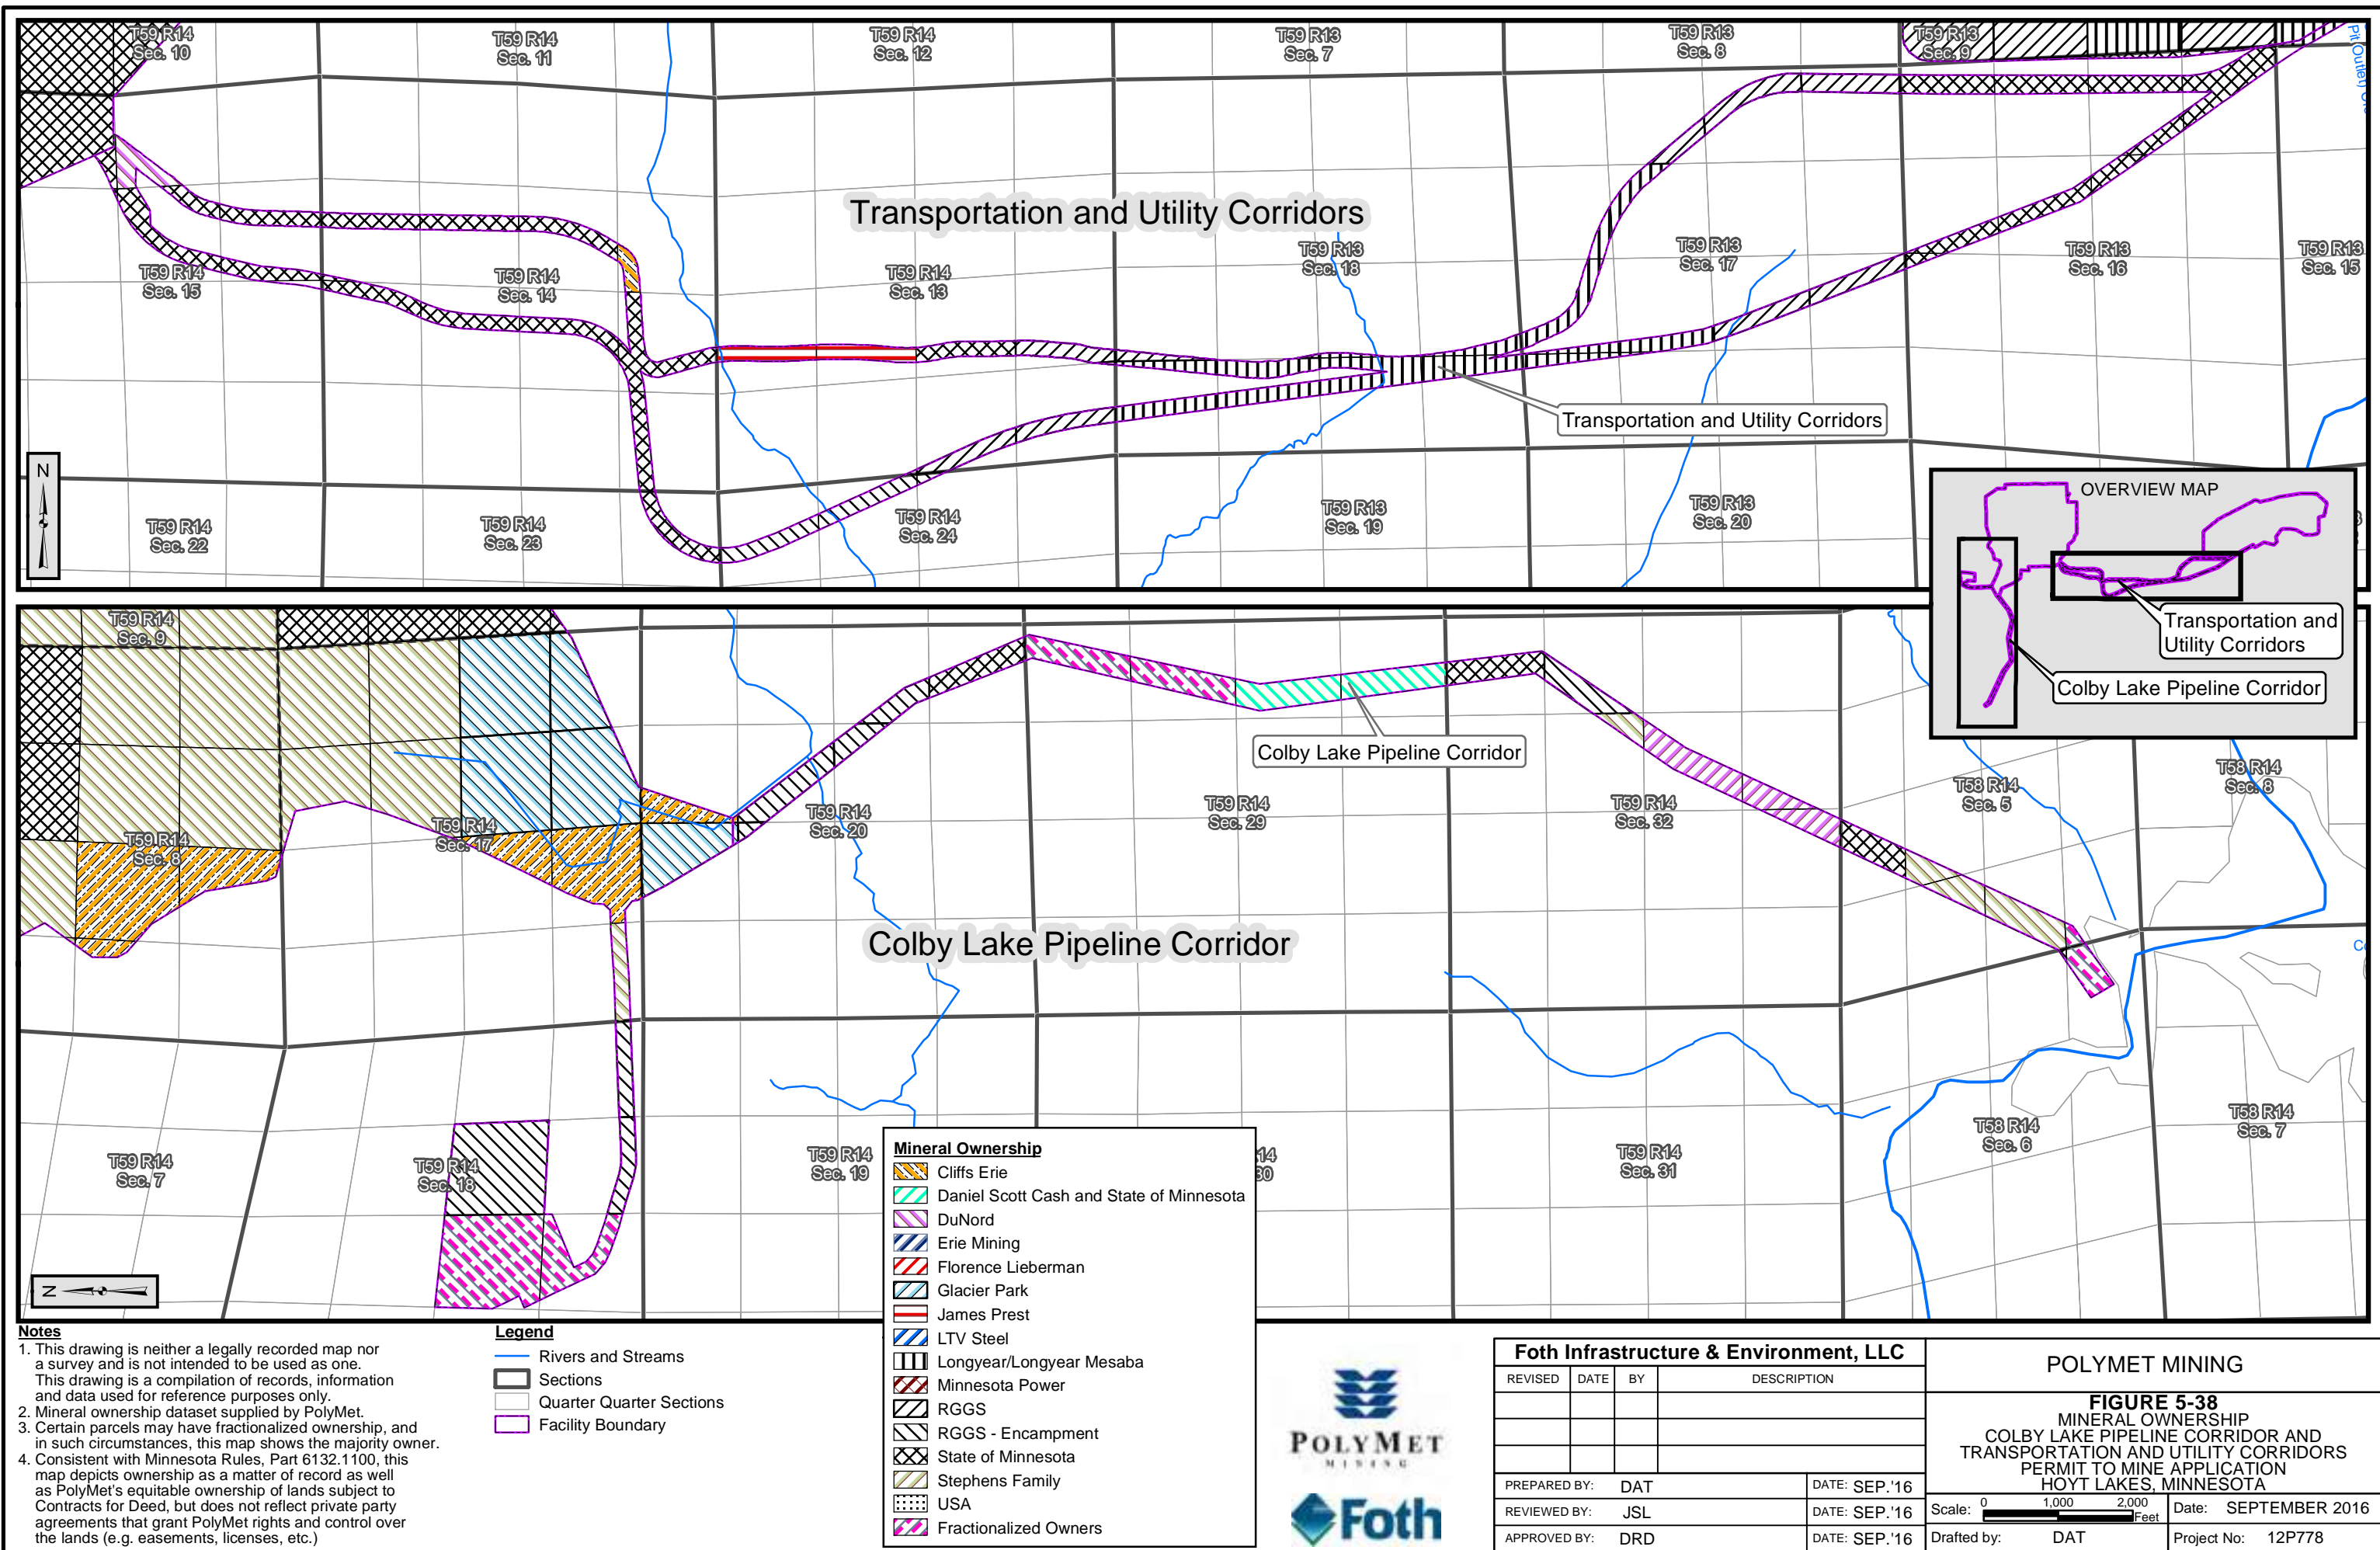 T59 R14
Sec. 10
T59 R14
Sec. 11
T59 R14
Sec. 12
T59 R13
Sec. 7
T59 R13
Sec. 8
T59 R13
Sec. 9
Pit (Outlet)
Transportation and Utility Corridors
T59 R14
Sec. 15
T59 R14
Sec. 14
T59 R14
Sec. 13
T59 R13
Sec. 18
T59 R13
Sec. 17
T59 R13
Sec. 16
T59 R13
Sec. 15
Transportation and Utility Corridors
N
T59 R14
Sec. 22
T59 R14
Sec. 23
T59 R14
Sec. 24
T59 R13
Sec. 19
T59 R13
Sec. 20
OVERVIEW MAP
Transportation and
Utility Corridors
Colby Lake Pipeline Corridor
T59 R14
Sec. 9
Colby Lake Pipeline Corridor
T59 R14
Sec. 8
T59 R14
Sec. 17
T59 R14
Sec. 20
T59 R14
Sec. 29
T59 R14
Sec. 32
T58 R14
Sec. 5
T58 R14
Sec. 8
Colby Lake Pipeline Corridor
T59 R14
Sec. 7
T59 R14
Sec. 18
T59 R14
Sec. 19
14
30
T59 R14
Sec. 31
T58 R14
Sec. 6
T58 R14
Sec. 7
N
Mineral Ownership
Cliffs Erie
Daniel Scott Cash and State of Minnesota
DuNord
Erie Mining
Florence Lieberman
Glacier Park
James Prest
LTV Steel
Longyear/Longyear Mesaba
Minnesota Power
RGGS
RGGS - Encampment
State of Minnesota
Stephens Family
USA
Fractionalized Owners
Notes
1. This drawing is neither a legally recorded map nor
a survey and is not intended to be used as one.
This drawing is a compilation of records, information
and data used for reference purposes only.
2. Mineral ownership dataset supplied by PolyMet.
3. Certain parcels may have fractionalized ownership, and
in such circumstances, this map shows the majority owner.
4. Consistent with Minnesota Rules, Part 6132.1100, this
map depicts ownership as a matter of record as well
as PolyMet's equitable ownership of lands subject to
Contracts for Deed, but does not reflect private party
agreements that grant PolyMet rights and control over
the lands (e.g. easements, licenses, etc.)
Legend
Rivers and Streams
Sections
Quarter Quarter Sections
Facility Boundary
POLYMET
MINING
Foth
Foth Infrastructure & Environment, LLC
REVISED DATE BY DESCRIPTION
PREPARED BY: DAT DATE: SEP.'16
REVIEWED BY: JSL DATE: SEP.'16
APPROVED BY: DRD DATE: SEP.'16
POLYMET MINING
FIGURE 5-38
MINERAL OWNERSHIP
COLBY LAKE PIPELINE CORRIDOR AND
TRANSPORTATION AND UTILITY CORRIDORS
PERMIT TO MINE APPLICATION
HOYT LAKES, MINNESOTA
Scale: 0 1,000 2,000
Feet
Date: SEPTEMBER 2016
Drafted by: DAT
Project No: 12P778